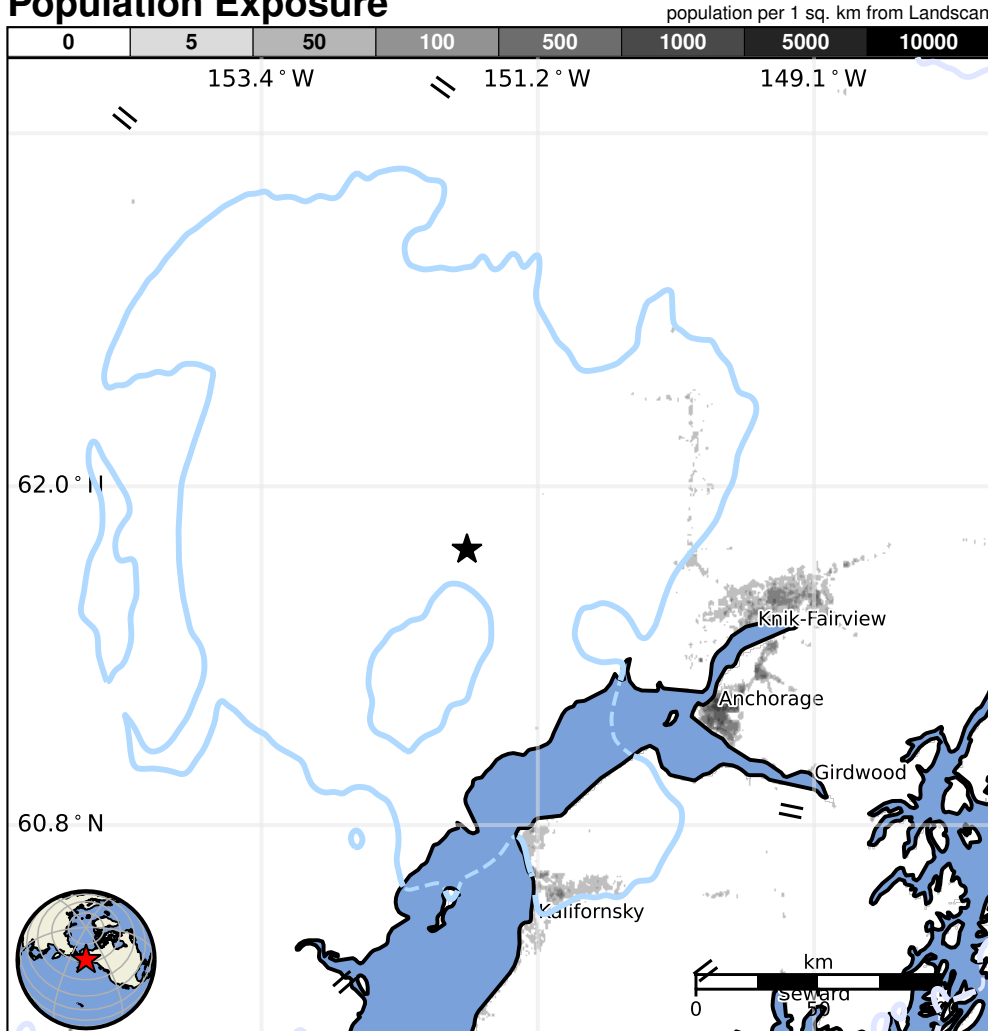 Population Exposure
population per 1 sq. km from Landscan
0 5 50 100 500 1000 5000 10000
153.4°W 151.2°W 149.1°W
62.0°N
Knik-Fairview
Anchorage
Girdwood
60.8°N
Kalifornsky
km
Seward
0 50